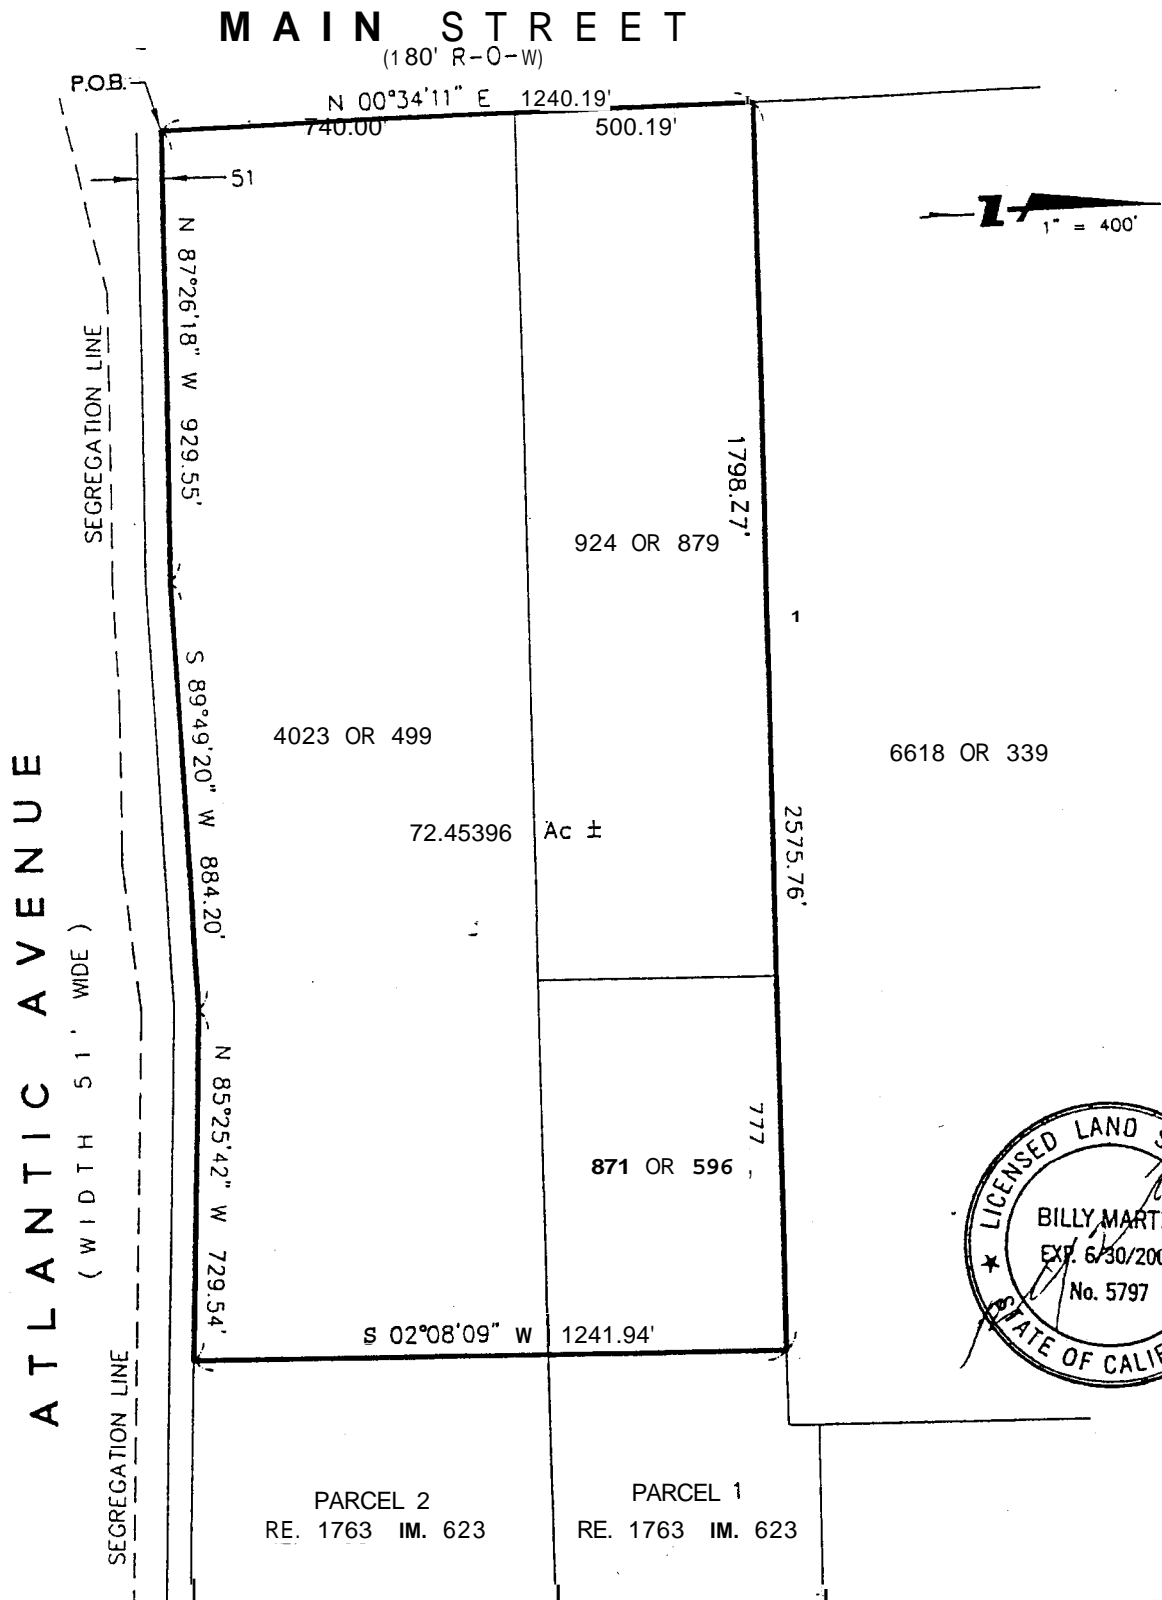 MAIN STREET
(180' R-O-W)
P.O.B.
N 00°34'11" E 1240.19'
740.00'
500.19'
51
N
1" = 400'
N 87°26'18" W 929.55'
SEGREGATION LINE
1798.Z7'
924 OR 879
1
S 89°49'20" W 884.20'
4023 OR 499
6618 OR 339
72.45396 Ac ±
2575.76'
ATLANTIC AVENUE
(WIDTH 51' WIDE)
N 85°25'42" W 729.54'
777
871 OR 596
LICENSED LAND S
BILLY MART
EXP. 6/30/200
No. 5797
STATE OF CALIF
S 02°08'09" W 1241.94'
SEGREGATION LINE
PARCEL 2
RE. 1763 IM. 623
PARCEL 1
RE. 1763 IM. 623